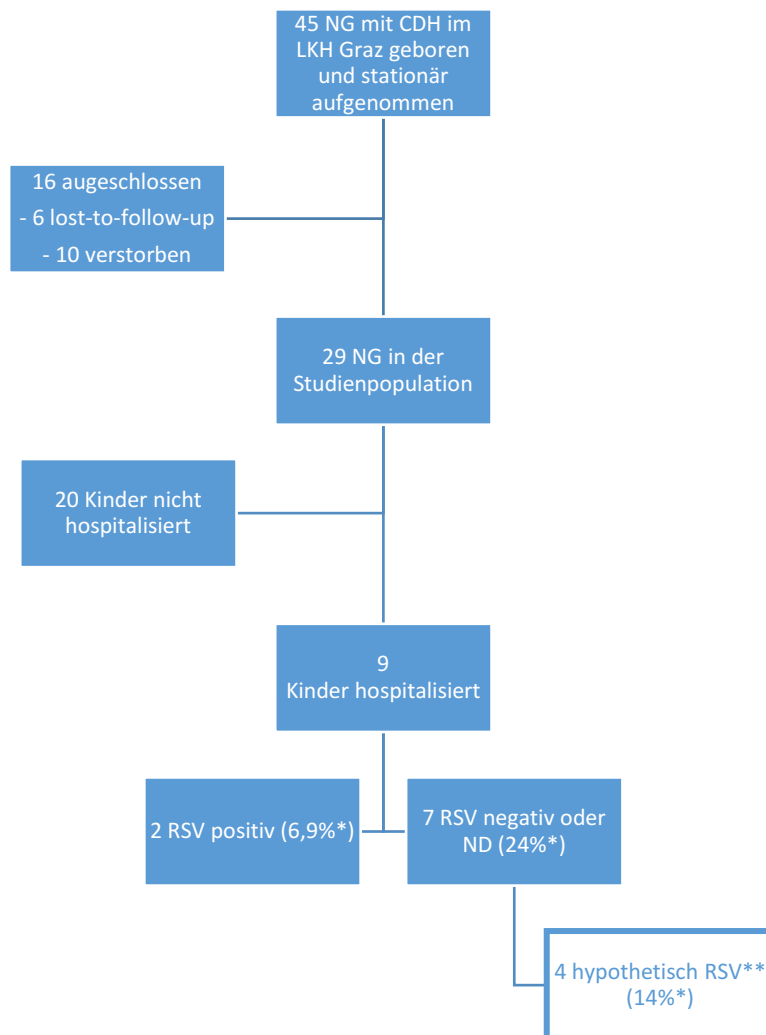 45 NG mit CDH im
LKH Graz geboren
und stationär
aufgenommen
16 augeschlossen
- 6 lost-to-follow-up
- 10 verstorben
29 NG in der
Studienpopulation
20 Kinder nicht
hospitalisiert
9
Kinder hospitalisiert
2 RSV positiv (6,9%*)
7 RSV negativ oder
ND (24%*)
4 hypothetisch RSV**
(14%*)